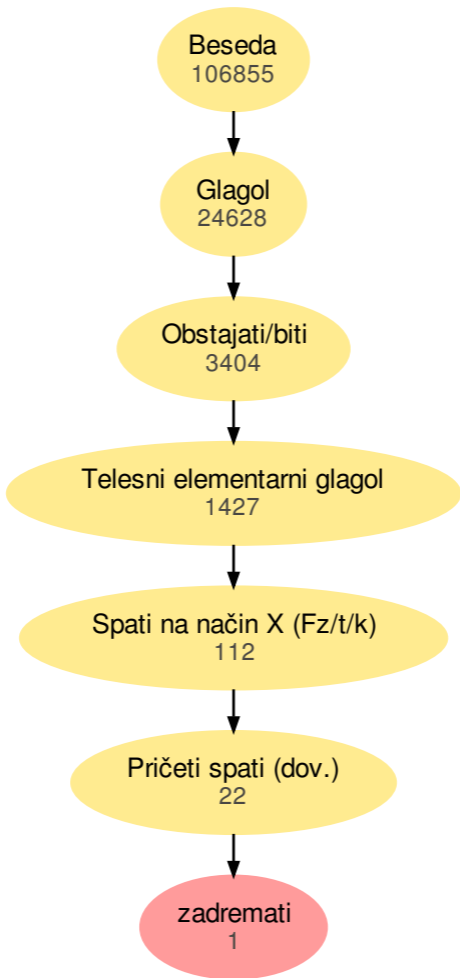 Beseda
106855
Glagol
24628
Obstajati/biti
3404
Telesni elementarni glagol
1427
Spati na način X (Fz/t/k)
112
Pričeti spati (dov.)
22
zadremati
1